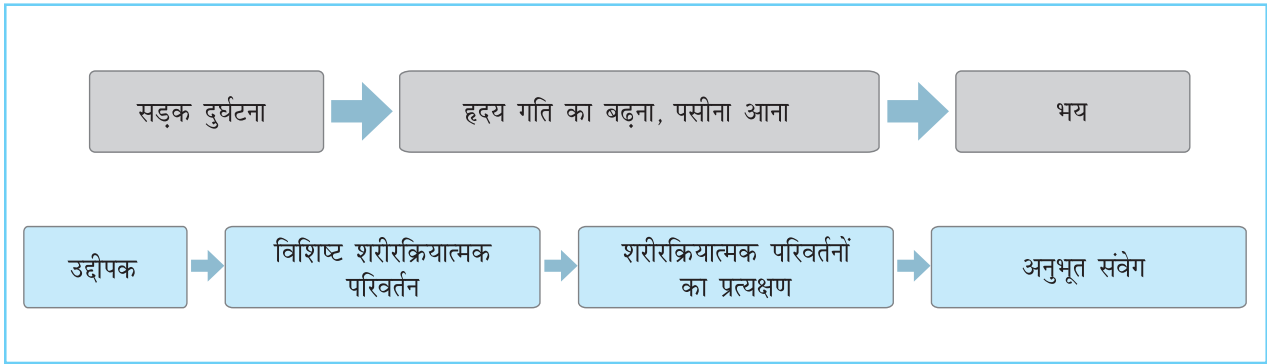 सड़क दुर्घटना
हृदय गति का बढ़ना, पसीना आना
भय
उद्दीपक
विशिष्ट शरीरक्रियात्मक
परिवर्तन
शरीरक्रियात्मक परिवर्तनों
का प्रत्यक्षण
अनुभूत संवेग